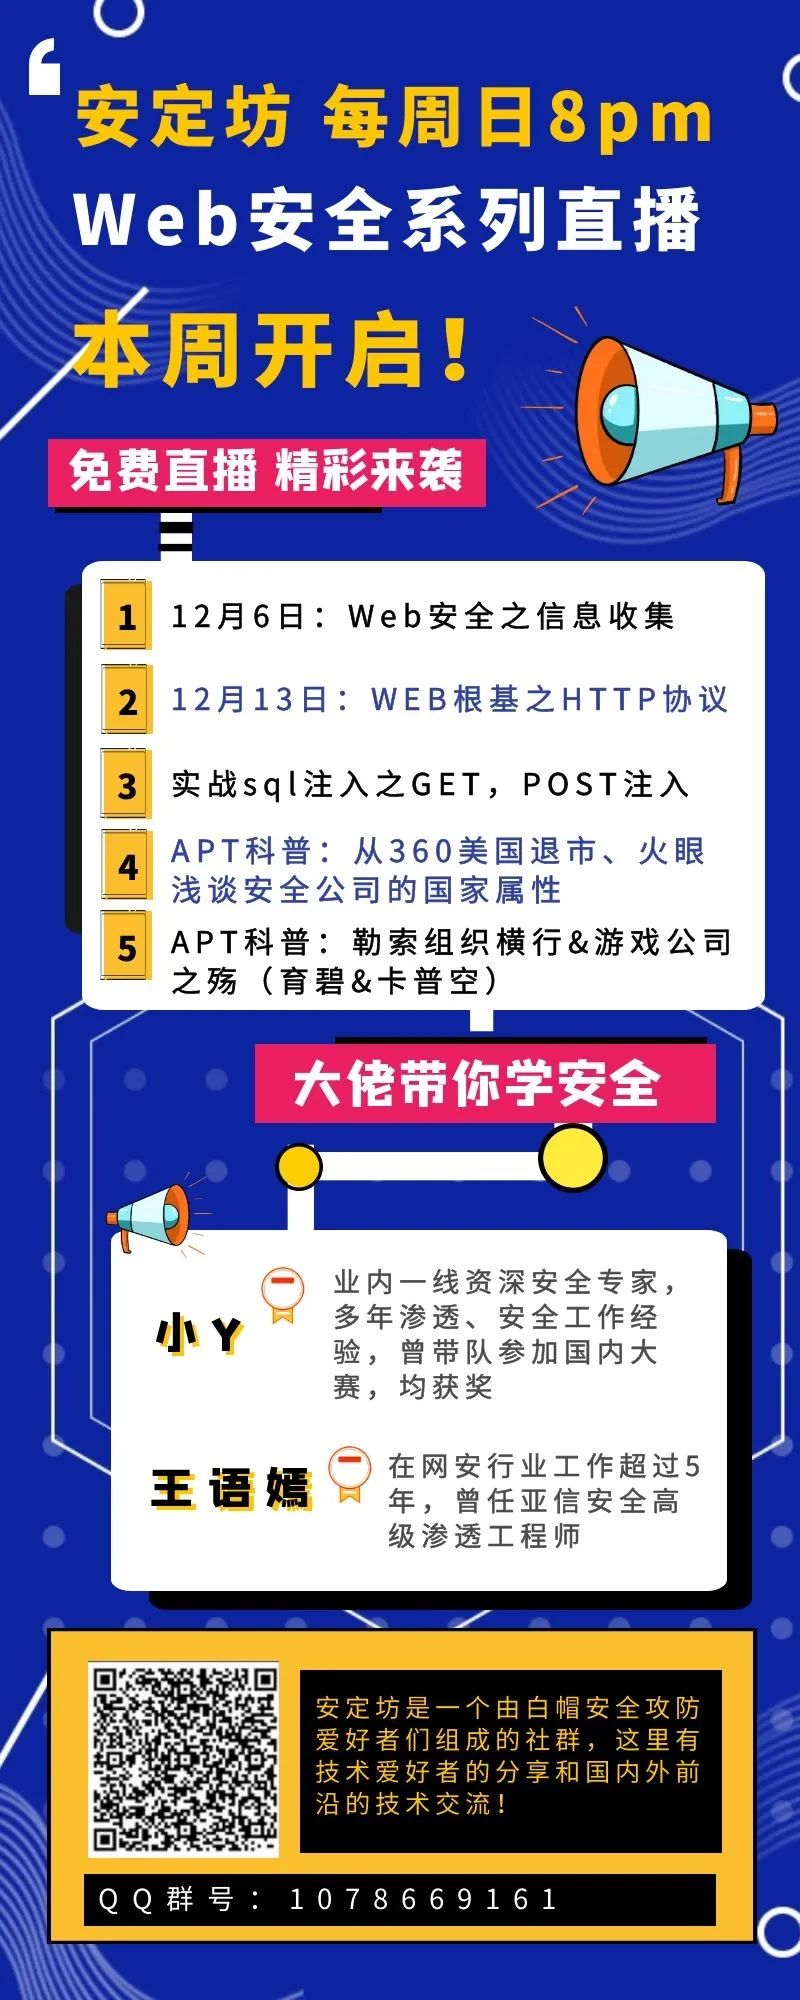 安定坊 每周日8pm
Web安全系列直播
本周开启！
免费直播 精彩来袭
1 12月6日：Web安全之信息收集
2 12月13日：WEB根基之HTTP协议
3 实战sql注入之GET，POST注入
4 APT科普：从360美国退市、火眼
浅谈安全公司的国家属性
5 APT科普：勒索组织横行&游戏公司
之殇（育碧&卡普空）
大佬带你学安全
小Y
业内一线资深安全专家，
多年渗透、安全工作经
验，曾带队参加国内大
赛，均获奖
王语嫣
在网安行业工作超过5
年，曾任亚信安全高
级渗透工程师
安定坊是一个由白帽安全攻防
爱好者们组成的社群，这里有
技术爱好者的分享和国内外前
沿的技术交流！
QQ群号：1078669161